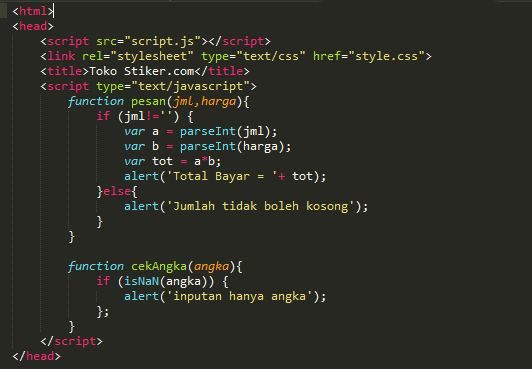 <html>
<head>
<script src="script.js"></script>
<link rel="stylesheet" type="text/css" href="style.css">
<title>Toko Stiker.com</title>
<script type="text/javascript">
function pesan(jml,harga){
if (jml!='') {
var a = parseInt(jml);
var b = parseInt(harga);
var tot = a*b;
alert('Total Bayar = '+ tot);
}else{
alert('Jumlah tidak boleh kosong');
}
}
function cekAngka(angka){
if (isNaN(angka)) {
alert('inputan hanya angka');
};
}
</script>
</head>